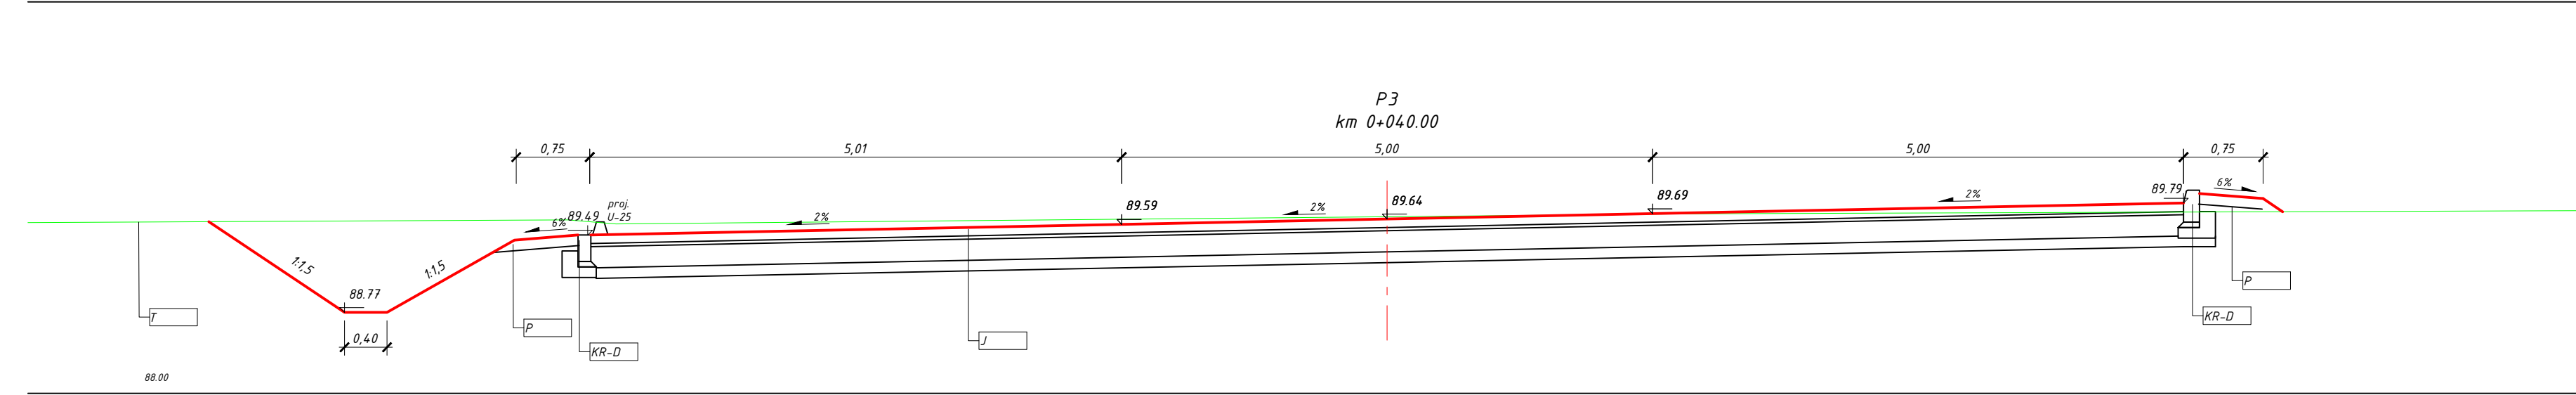 P3
km 0+040.00
0,75
5,01
5,00
5,00
0,75
6%
89.49
proj.
U-25
2%
89.59
2%
89.64
89.69
2%
89.79
6%
1:1,5
1:1,5
88.77
0,40
T
P
KR-D
J
P
KR-D
88.00